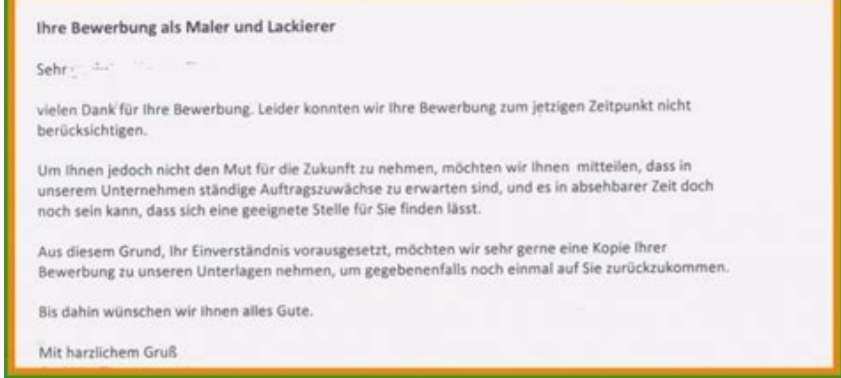 Ihre Bewerbung als Maler und Lackierer
Sehr
vielen Dank für Ihre Bewerbung. Leider konnten wir Ihre Bewerbung zum jetzigen Zeitpunkt nicht
berücksichtigen.
Um Ihnen jedoch nicht den Mut für die Zukunft zu nehmen, möchten wir Ihnen mitteilen, dass in
unserem Unternehmen ständige Auftragszuwächse zu erwarten sind, und es in absehbarer Zeit doch
noch sein kann, dass sich eine geeignete Stelle für Sie finden lässt.
Aus diesem Grund, Ihr Einverständnis vorausgesetzt, möchten wir sehr gerne eine Kopie Ihrer
Bewerbung zu unseren Unterlagen nehmen, um gegebenenfalls noch einmal auf Sie zurückzukommen.
Bis dahin wünschen wir Ihnen alles Gute.
Mit harzlichem Gruß